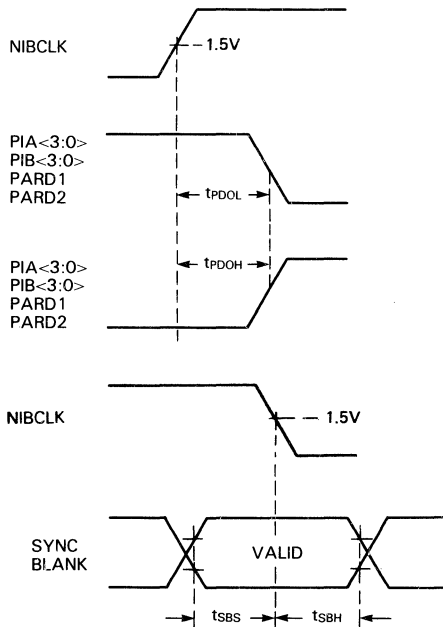 NIBCLK
1.5V
PIA<3:0>
PIB<3:0>
PARD1
PARD2
tPDOL
PIA<3:0>
PIB<3:0>
PARD1
PARD2
tPDOH
NIBCLK
1.5V
SYNC
BLANK
VALID
tSBS
tSBH